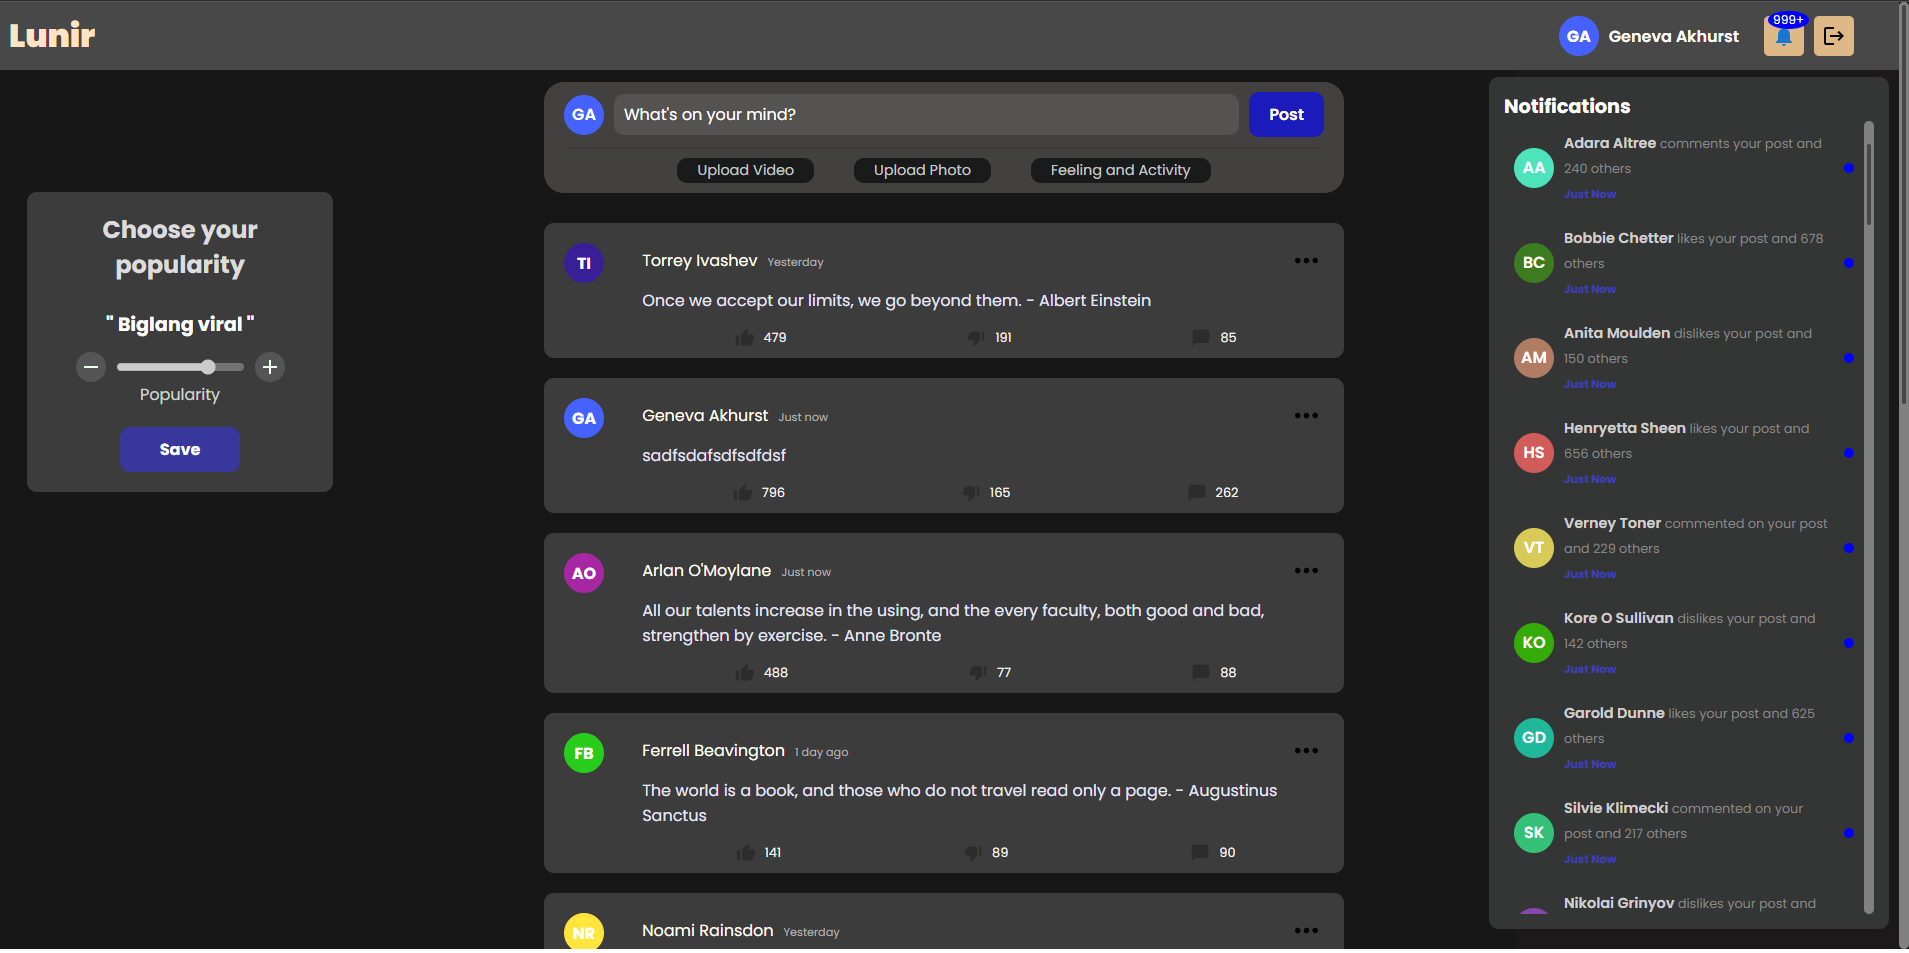 Lunir
GA Geneva Akhurst 999+
Choose your
popularity
" Biglang viral "
Popularity
Save
GA What's on your mind? Post
Upload Video Upload Photo Feeling and Activity
TI Torrey Ivashev Yesterday
Once we accept our limits, we go beyond them. - Albert Einstein
479 191 85
GA Geneva Akhurst Just now
sadfsdafsdfsdfdsf
796 165 262
AO Arlan O'Moylane Just now
All our talents increase in the using, and the every faculty, both good and bad,
strengthen by exercise. - Anne Bronte
488 77 88
FB Ferrell Beavington 1 day ago
The world is a book, and those who do not travel read only a page. - Augustinus
Sanctus
141 89 90
NR Noami Rainsdon Yesterday
Notifications
Adara Altree comments your post and
AA 240 others
Just Now
Bobbie Chetter likes your post and 678
BC others
Just Now
Anita Moulden dislikes your post and
AM 150 others
Just Now
Henryetta Sheen likes your post and
HS 656 others
Just Now
Verney Toner commented on your post
VT and 229 others
Just Now
Kore O Sullivan dislikes your post and
KO 142 others
Just Now
Garold Dunne likes your post and 625
GD others
Just Now
Silvie Klimecki commented on your
SK post and 217 others
Just Now
Nikolai Grinyov dislikes your post and